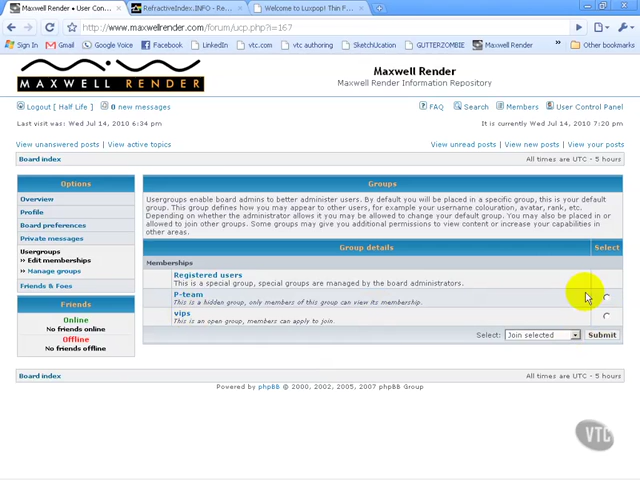 Maxwell Render • User Con...
RefractiveIndex.INFO - Re...
Welcome to Luxpop! Thin F...
http://www.maxwellrender.com/forum/ucp.php?i=167
Sign In
Gmail
Google Voice
Facebook
LinkedIn
vtc.com
vtc authoring
SketchUcation
GUTTERZOMBIE
Maxwell Render
Other bookmarks
MAXWELL RENDER
Maxwell Render
Maxwell Render Information Repository
Logout [ Half Life ]
0 new messages
FAQ
Search
Members
User Control Panel
Last visit was: Wed Jul 14, 2010 6:34 pm
It is currently Wed Jul 14, 2010 7:20 pm
View unanswered posts | View active topics
View unread posts | View new posts | View your posts
Board index
All times are UTC - 5 hours
Options
Overview
Profile
Board preferences
Private messages
Usergroups
» Edit memberships
» Manage groups
Friends & Foes
Friends
Online
No friends online
Offline
No friends offline
Groups
Usergroups enable board admins to better administer users. By default you will be placed in a specific group, this is your default
group. This group defines how you may appear to other users, for example your username colouration, avatar, rank, etc.
Depending on whether the administrator allows it you may be allowed to change your default group. You may also be placed in or
allowed to join other groups. Some groups may give you additional permissions to view content or increase your capabilities in
other areas.
Group details
Select
Memberships
Registered users
This is a special group, special groups are managed by the board administrators.
P-team
This is a hidden group, only members of this group can view its membership.
vips
This is an open group, members can apply to join
Select:
Join selected
Submit
Board index
All times are UTC - 5 hours
Powered by phpBB © 2000, 2002, 2005, 2007 phpBB Group
VTC